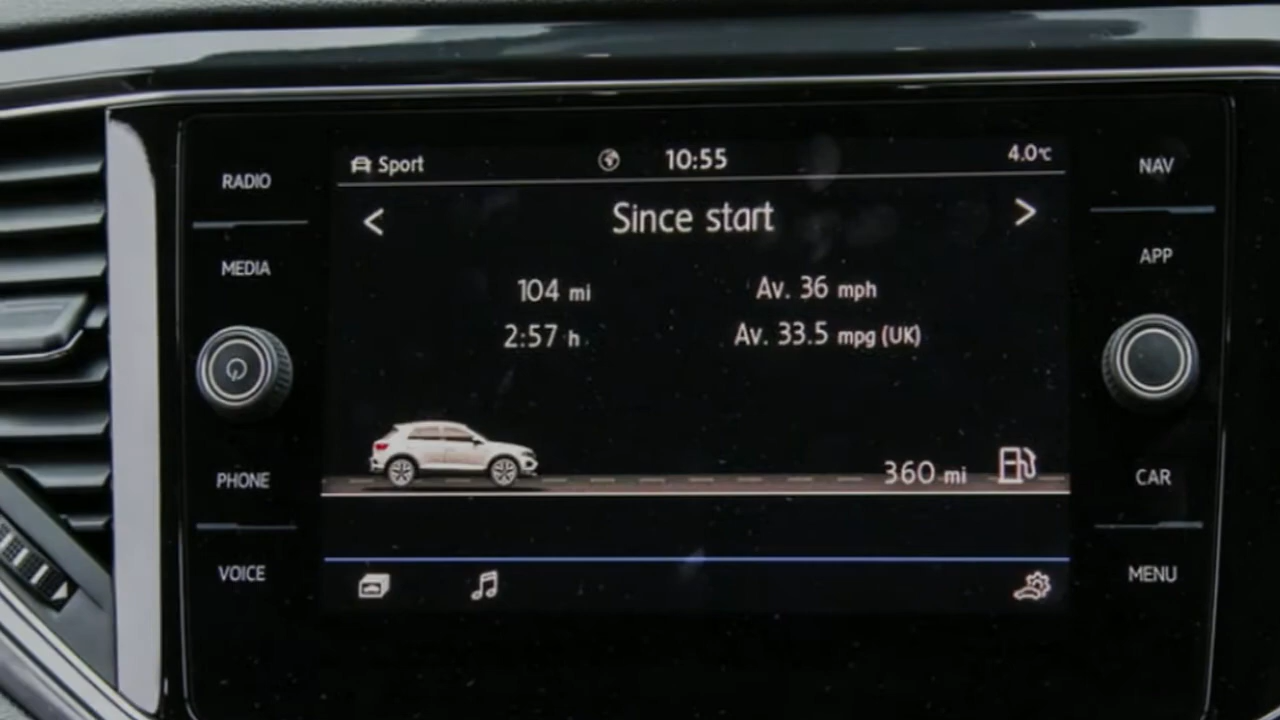 RADIO
MEDIA
PHONE
VOICE
Sport 10:55 4.0℃
< Since start >
104 mi Av. 36 mph
2:57 h Av. 33.5 mpg (UK)
360 mi
NAV
APP
CAR
MENU